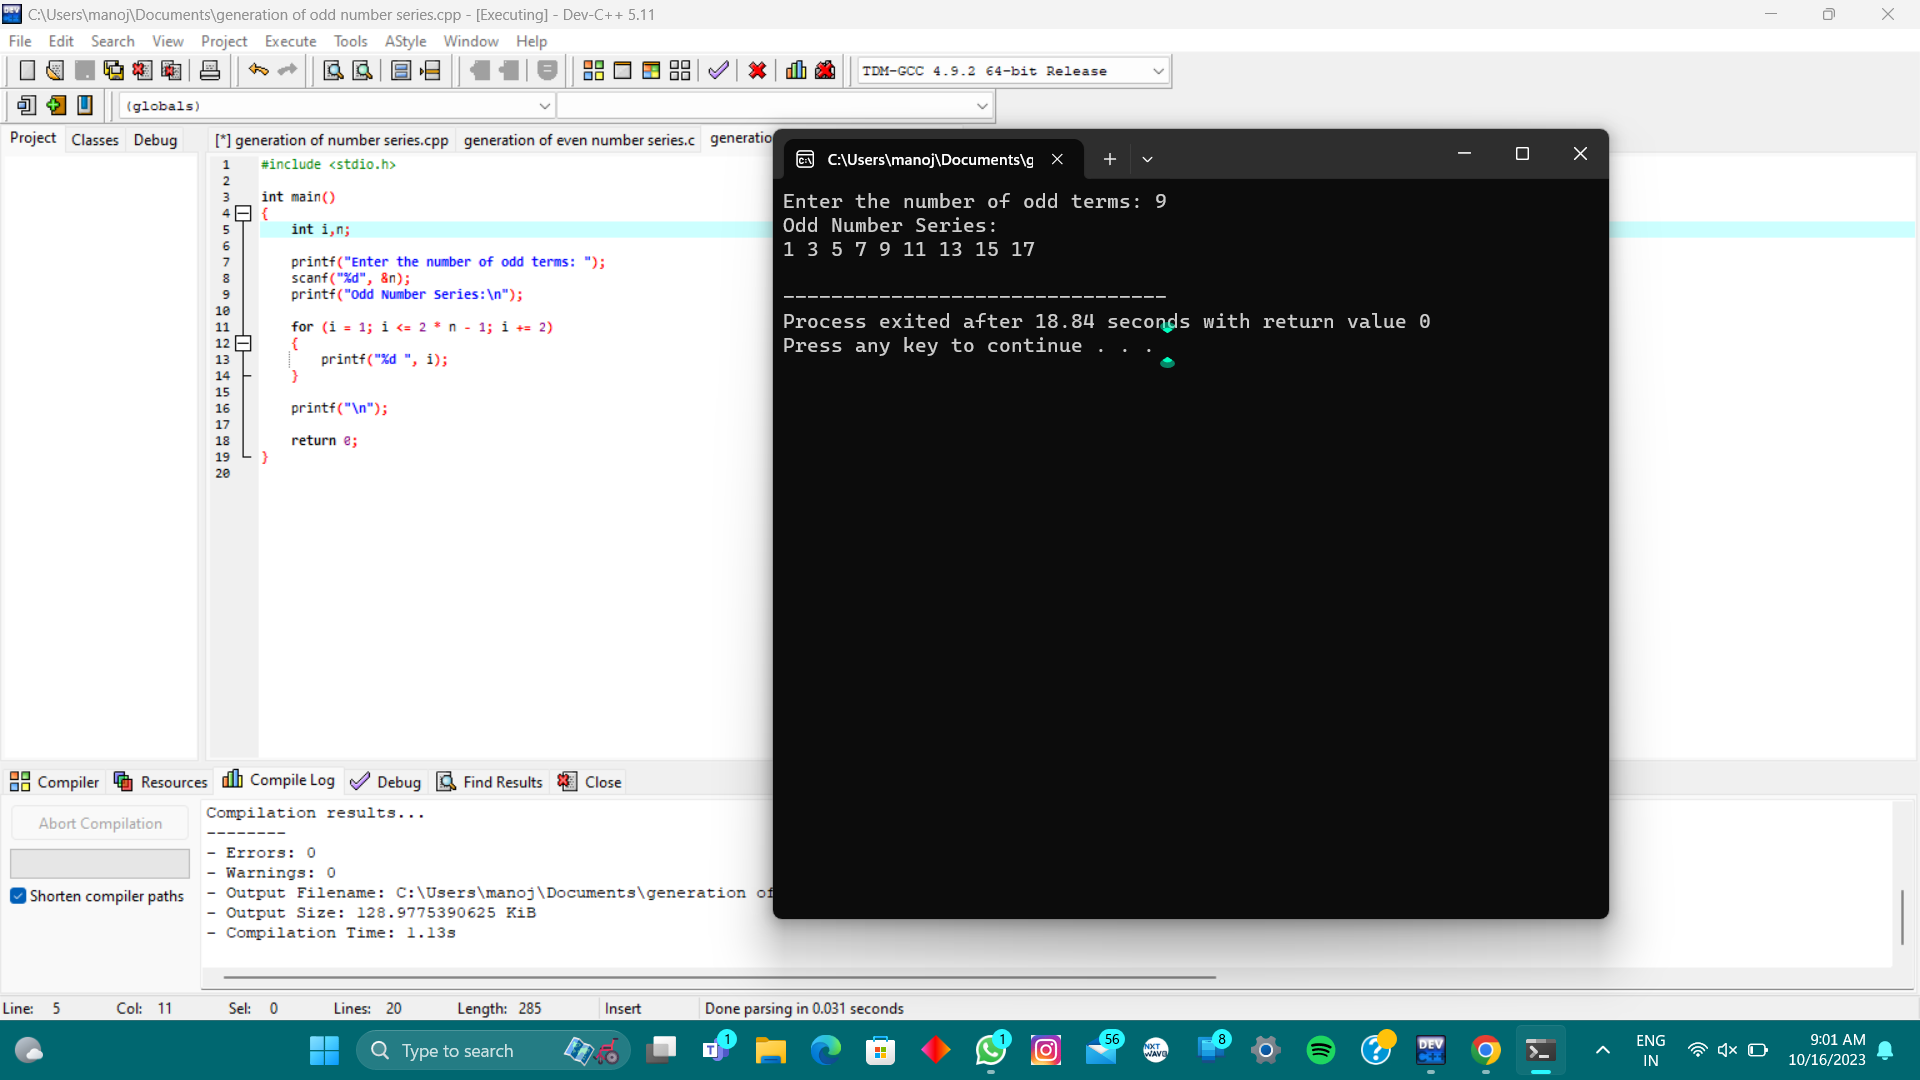 C:\Users\manoj\Documents\generation of odd number series.cpp - [Executing] - Dev-C++ 5.11
File Edit Search View Project Execute Tools AStyle Window Help
TDM-GCC 4.9.2 64-bit Release
(globals)
Project Classes Debug
[*] generation of number series.cpp generation of even number series.c generatio
1 #include <stdio.h>
2
3 int main()
4 {
5 int i,n;
6
7 printf("Enter the number of odd terms: ");
8 scanf("%d", &n);
9 printf("Odd Number Series:\n");
10
11 for (i = 1; i <= 2 * n - 1; i += 2)
12 {
13 printf("%d ", i);
14 }
15
16 printf("\n");
17
18 return 0;
19 }
20
C:\Users\manoj\Documents\g
Enter the number of odd terms: 9
Odd Number Series:
1 3 5 7 9 11 13 15 17
--------------------------------
Process exited after 18.84 seconds with return value 0
Press any key to continue . . .
Compiler Resources Compile Log Debug Find Results Close
Abort Compilation
Shorten compiler paths
Compilation results...
--------
- Errors: 0
- Warnings: 0
- Output Filename: C:\Users\manoj\Documents\generation of
- Output Size: 128.9775390625 KiB
- Compilation Time: 1.13s
Line: 5 Col: 11 Sel: 0 Lines: 20 Length: 285 Insert Done parsing in 0.031 seconds
Type to search
1
1
56
NXT WAVE
8
DEV C++
ENG
IN
9:01 AM
10/16/2023